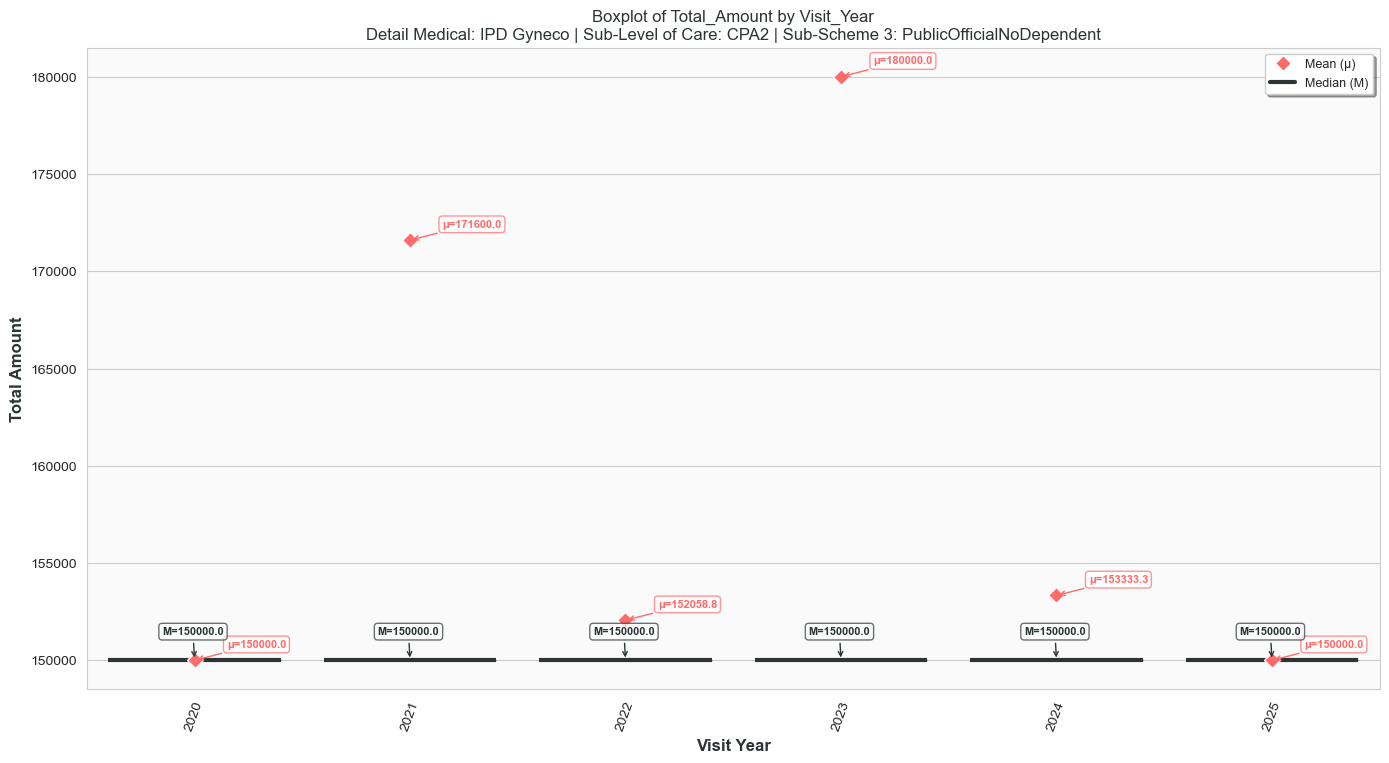 Boxplot of Total_Amount by Visit_Year
Detail Medical: IPD Gyneco | Sub-Level of Care: CPA2 | Sub-Scheme 3: PublicOfficialNoDependent
Mean (μ)
Median (M)
Total Amount
180000
175000
170000
165000
160000
155000
150000
μ=180000.0
μ=171600.0
μ=153333.3
μ=152058.8
M=150000.0
M=150000.0
M=150000.0
M=150000.0
M=150000.0
M=150000.0
μ=150000.0
μ=150000.0
2020
2021
2022
2023
2024
2025
Visit Year